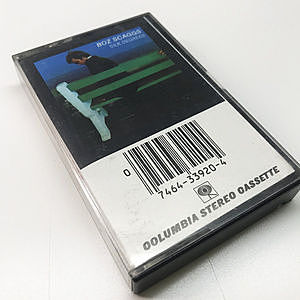 BOZ SCAGGS
SILK DEGREES
0
7464-33920-4
COLUMBIA STEREO CASSETTE